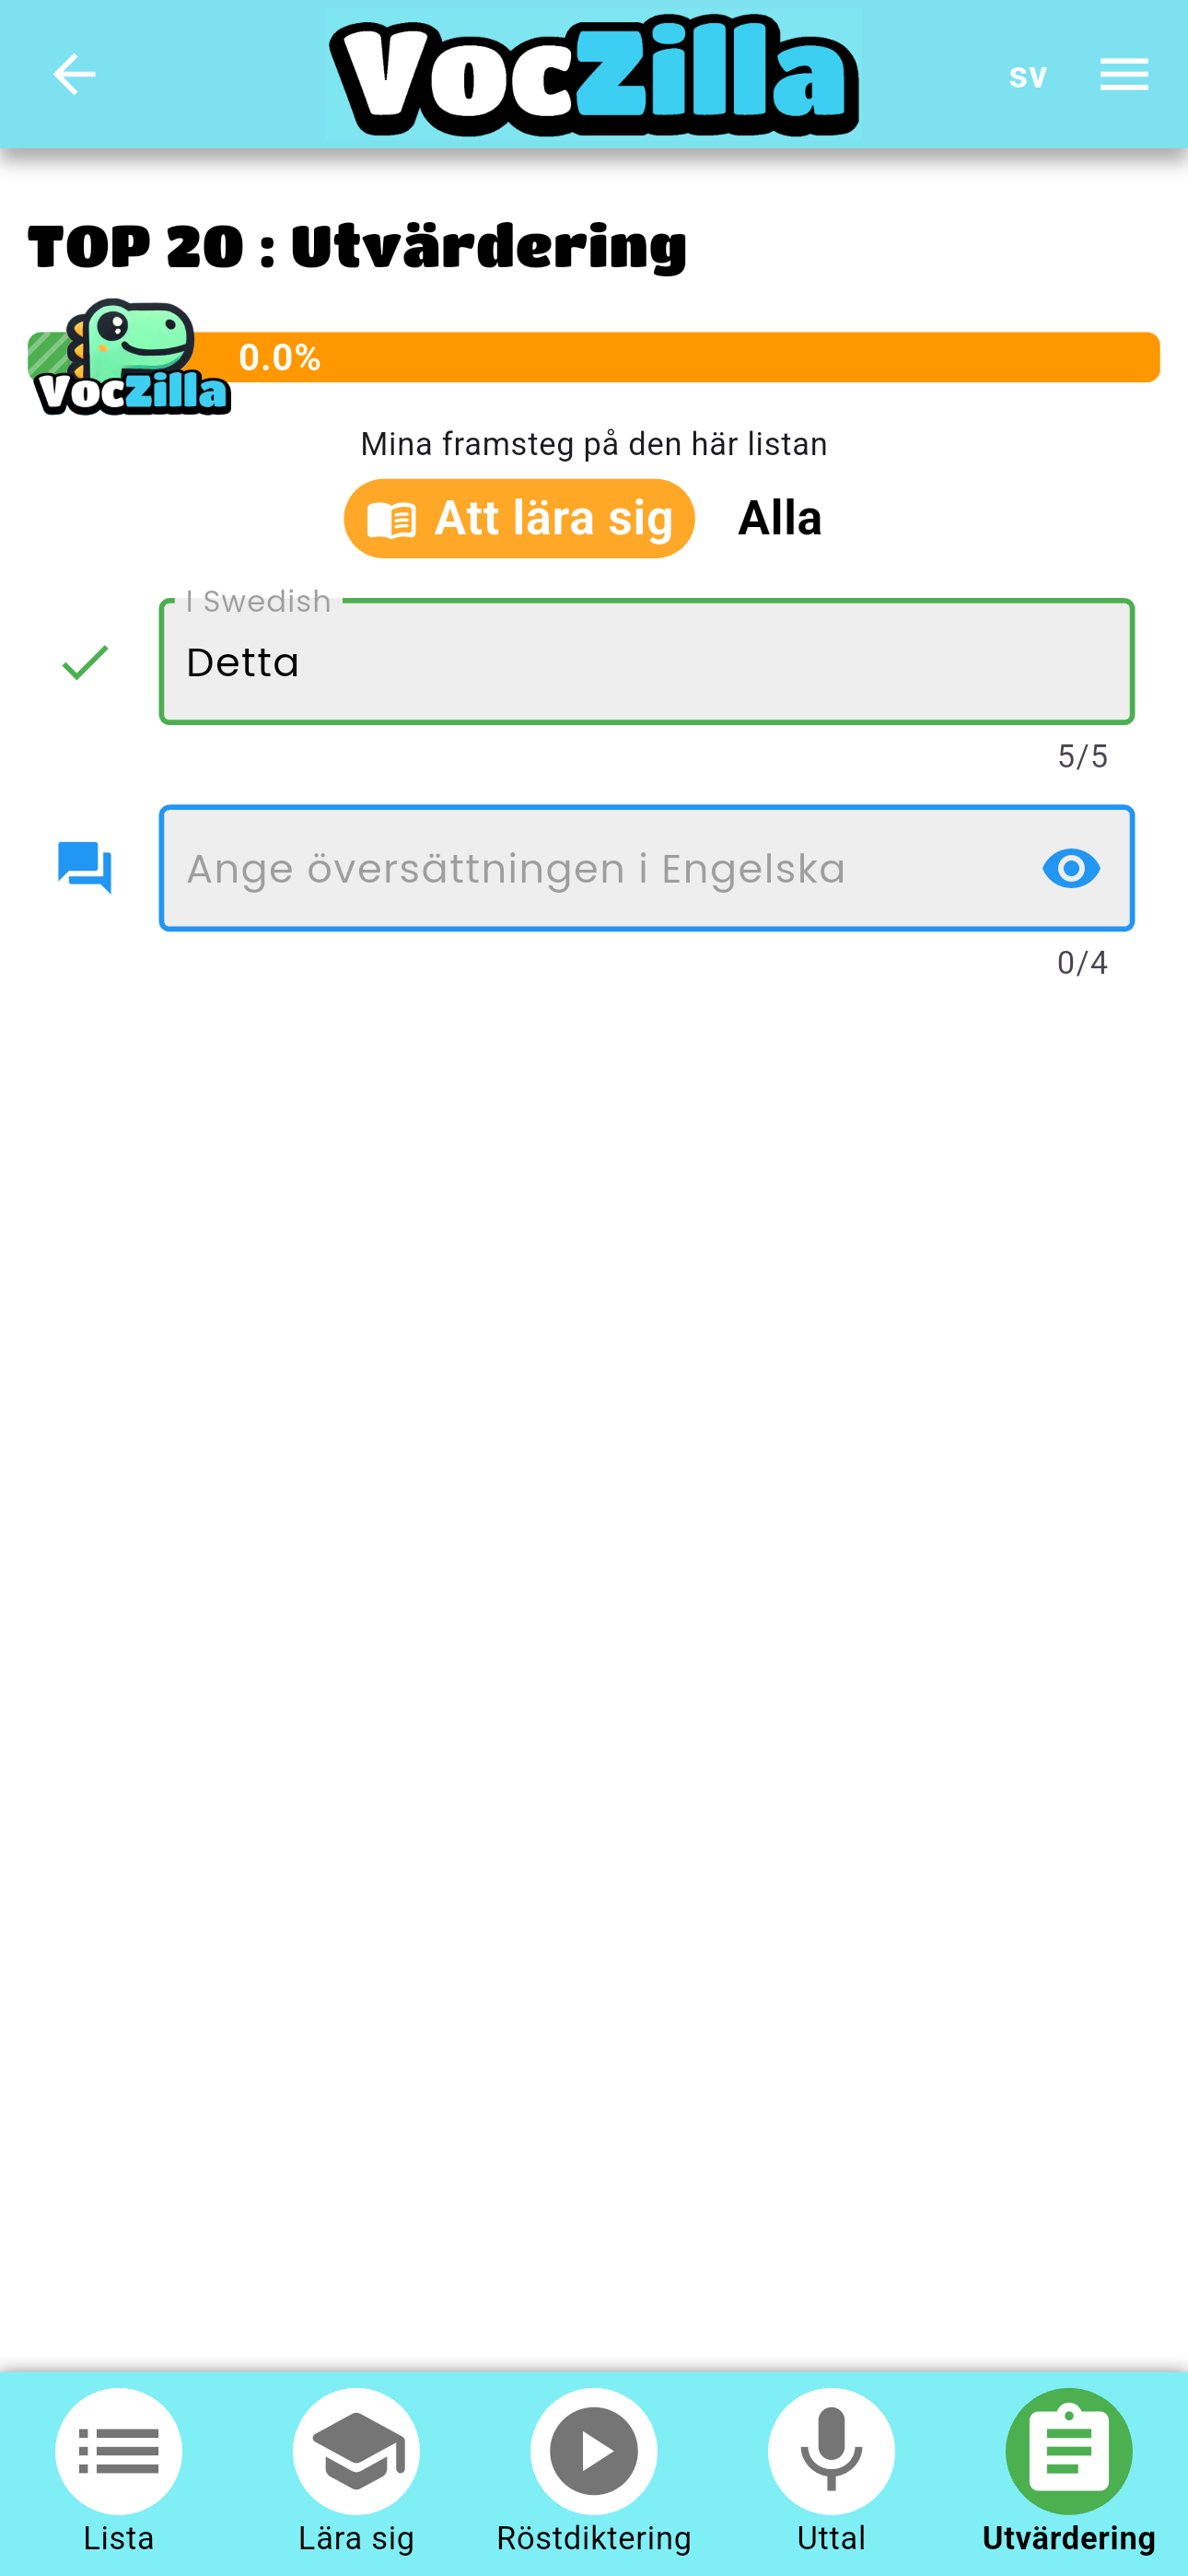 VocZilla
sv
TOP 20 : Utvärdering
0.0%
VocZilla
Mina framsteg på den här listan
Att lära sig
Alla
I Swedish
Detta
5/5
Ange översättningen i Engelska
0/4
Lista
Lära sig
Röstdiktering
Uttal
Utvärdering